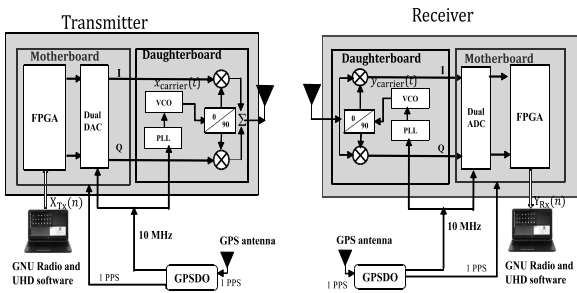 Transmitter
Motherboard
Daughterboard
FPGA
Dual
DAC
I
Q
x_carrier(t)
VCO
PLL
0
90
Σ
X_Tx(n)
GNU Radio and
UHD software
10 MHz
1 PPS
GPSDO
GPS antenna
1 PPS
Receiver
Daughterboard
Motherboard
y_carrier(t)
I
Q
0
90
VCO
PLL
Dual
ADC
FPGA
Y_Rx(n)
GNU Radio and
UHD software
10 MHz
1 PPS
GPS antenna
GPSDO
1 PPS